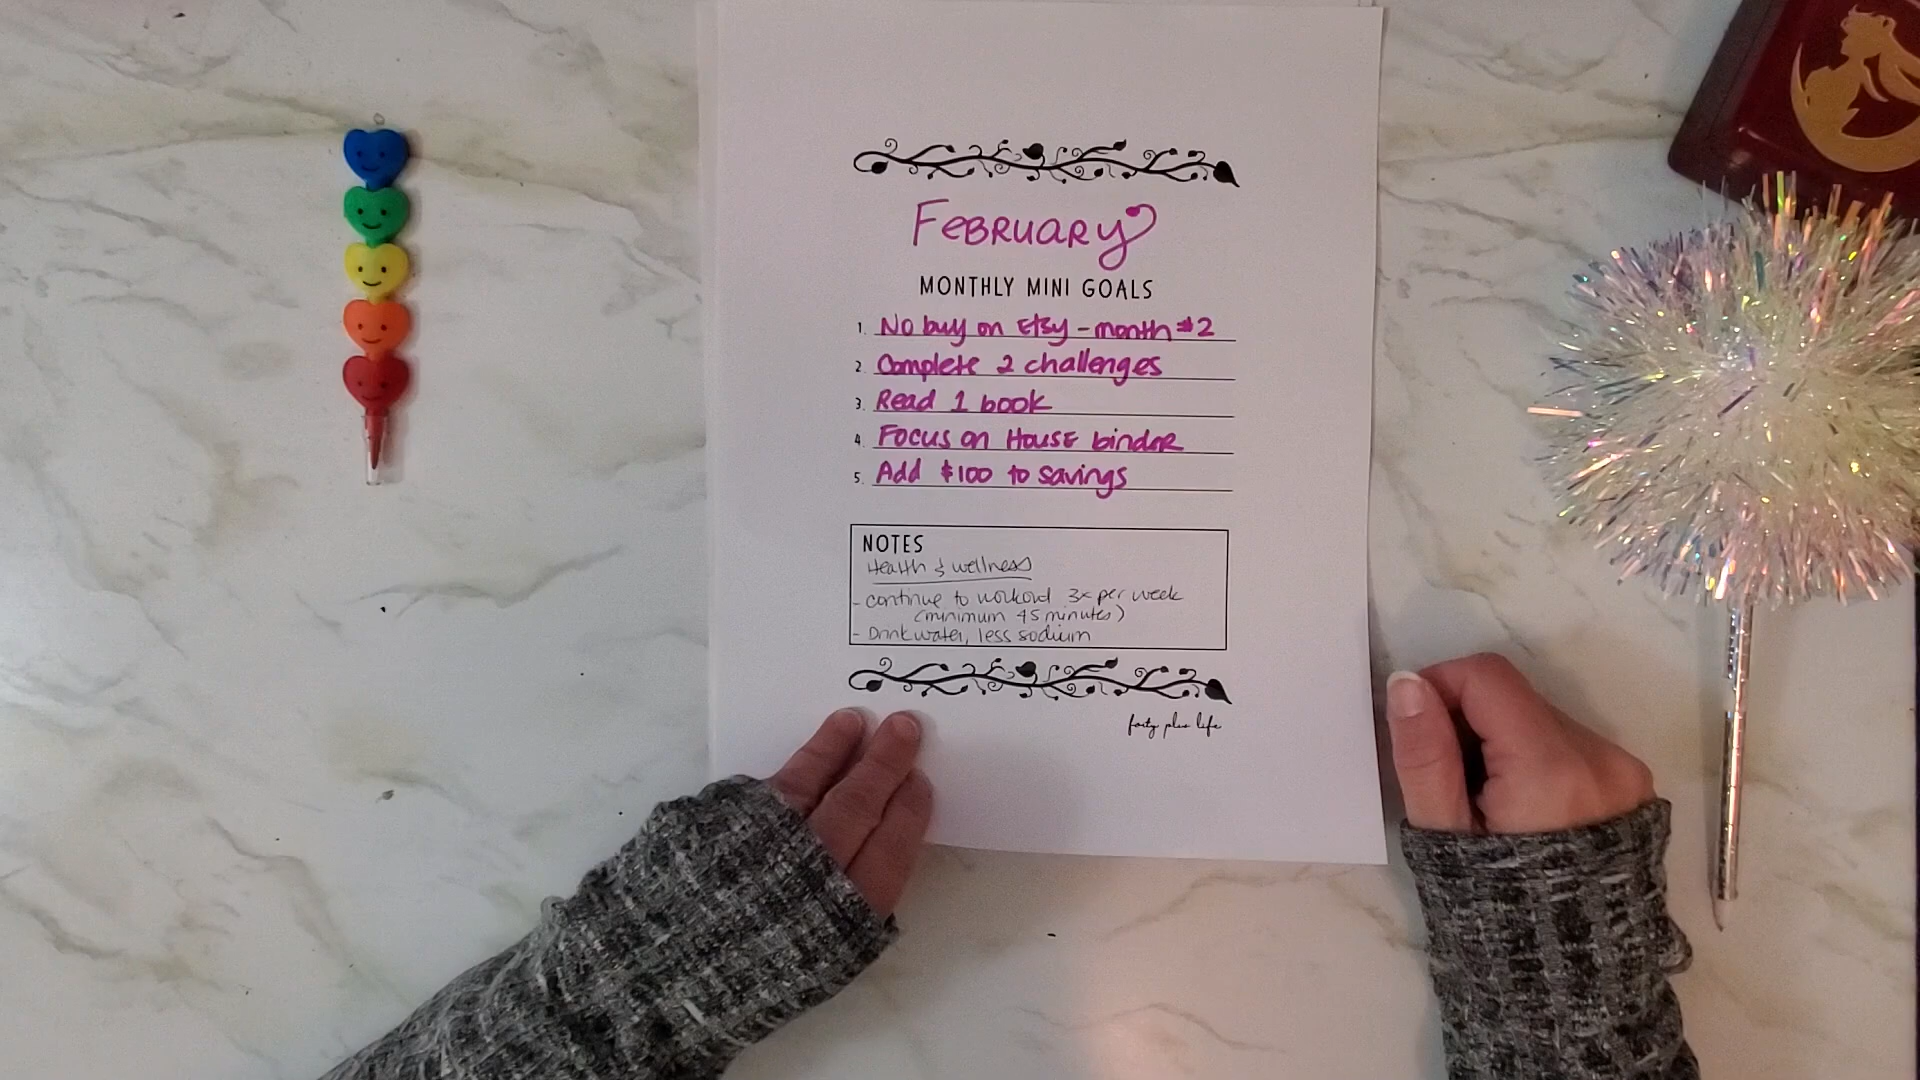 FEBRUARY
MONTHLY MINI GOALS
1. No buy on Etsy - month #2
2. Complete 2 challenges
3. Read 1 book
4. Focus on House binder
5. Add $100 to savings
NOTES
Health & wellness
- continue to workout 3x per week
(minimum 45 minutes)
- Drink water, less sodium
forty plus life